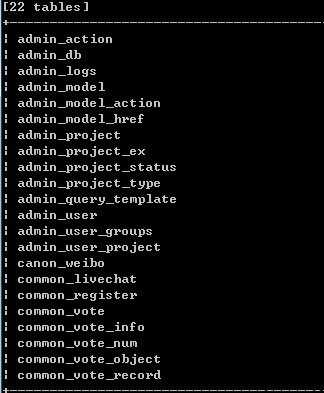 [22 tables]
admin_action
admin_db
admin_logs
admin_model
admin_model_action
admin_model_href
admin_project
admin_project_ex
admin_project_status
admin_project_type
admin_query_template
admin_user
admin_user_groups
admin_user_project
canon_weibo
common_livechat
common_register
common_vote
common_vote_info
common_vote_num
common_vote_object
common_vote_record